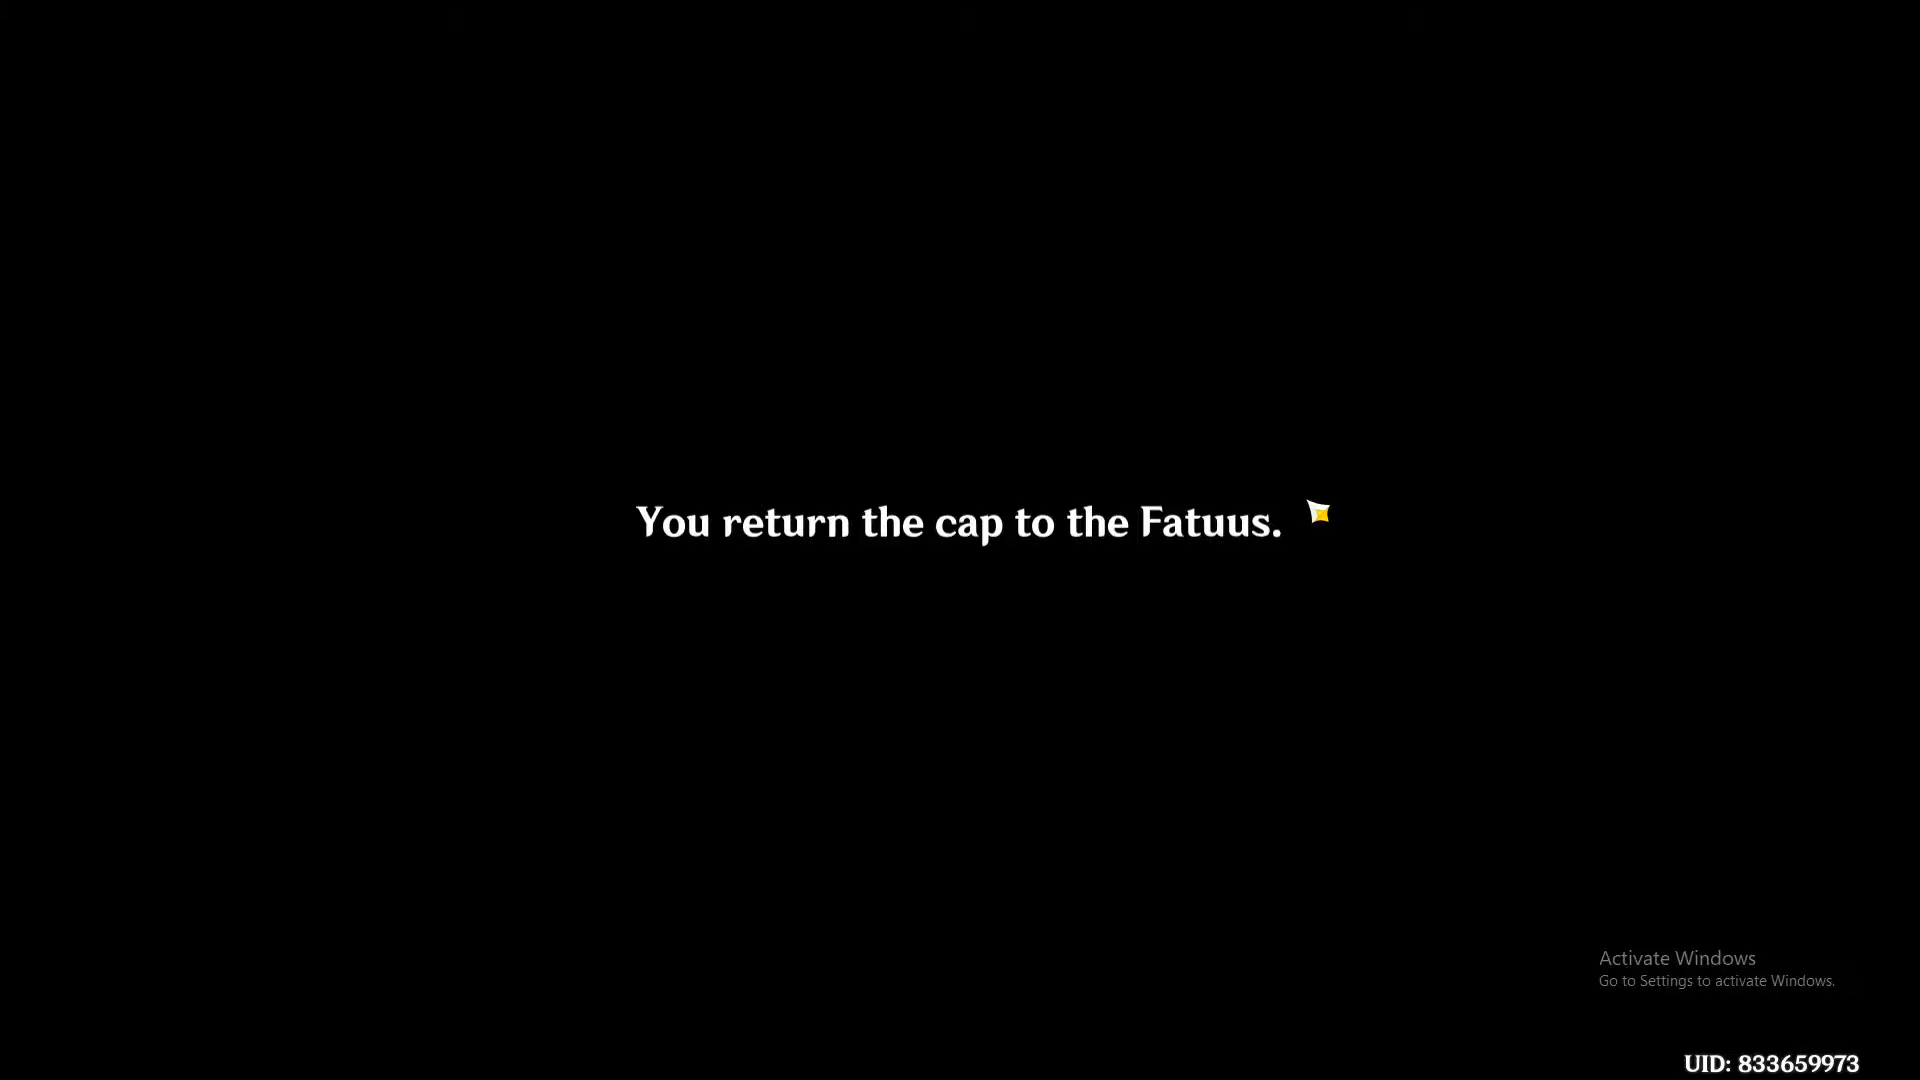 You return the cap to the Fatuus.
Activate Windows
Go to Settings to activate Windows.
UID: 833659973